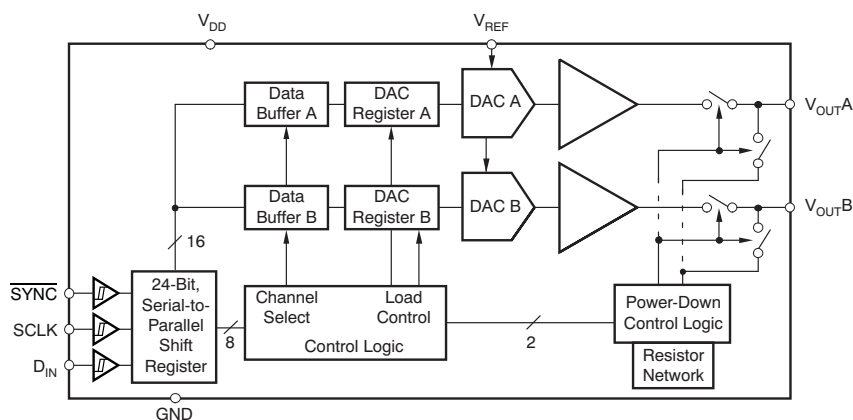 V_DD
V_REF
Data
Buffer A
DAC
Register A
DAC A
V_OUT A
Data
Buffer B
DAC
Register B
DAC B
V_OUT B
16
SYNC
SCLK
D_IN
24-Bit,
Serial-to-
Parallel
Shift
Register
8
Channel
Select
Load
Control
Control Logic
2
Power-Down
Control Logic
Resistor
Network
GND